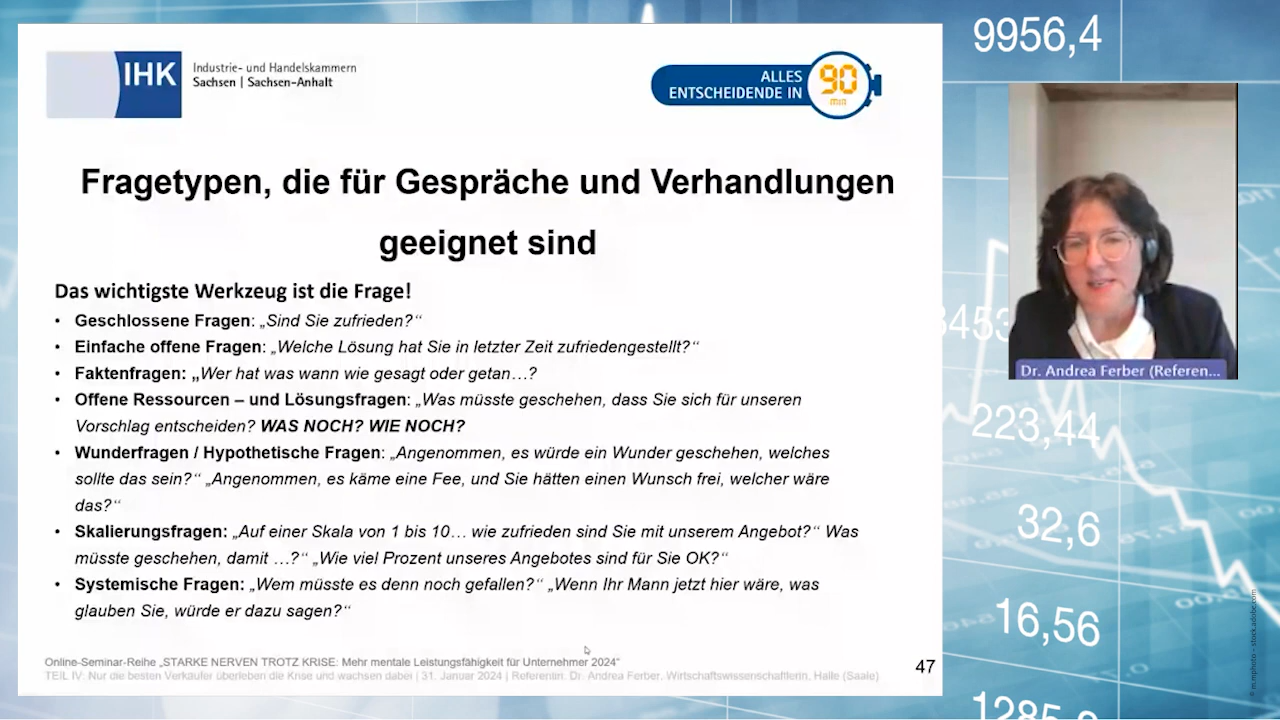 IHK
Industrie- und Handelskammern
Sachsen | Sachsen-Anhalt
ALLES
ENTSCHEIDENDE IN
90
min
Fragetypen, die für Gespräche und Verhandlungen
geeignet sind
Das wichtigste Werkzeug ist die Frage!
• Geschlossene Fragen: „Sind Sie zufrieden?“
• Einfache offene Fragen: „Welche Lösung hat Sie in letzter Zeit zufriedengestellt?“
• Faktenfragen: „Wer hat was wann wie gesagt oder getan…?
• Offene Ressourcen – und Lösungsfragen: „Was müsste geschehen, dass Sie sich für unseren
Vorschlag entscheiden? WAS NOCH? WIE NOCH?
• Wunderfragen / Hypothetische Fragen: „Angenommen, es würde ein Wunder geschehen, welches
sollte das sein?“ „Angenommen, es käme eine Fee, und Sie hätten einen Wunsch frei, welcher wäre
das?“
• Skalierungsfragen: „Auf einer Skala von 1 bis 10… wie zufrieden sind Sie mit unserem Angebot?“ Was
müsste geschehen, damit …?“ „Wie viel Prozent unseres Angebotes sind für Sie OK?“
• Systemische Fragen: „Wem müsste es denn noch gefallen?“ „Wenn Ihr Mann jetzt hier wäre, was
glauben Sie, würde er dazu sagen?“
Online-Seminar-Reihe „STARKE NERVEN TROTZ KRISE: Mehr mentale Leistungsfähigkeit für Unternehmer 2024“
TEIL IV: Nur die besten Verkäufer überleben die Krise und wachsen dabei | 31. Januar 2024 | Referentin: Dr. Andrea Ferber, Wirtschaftswissenschaftlerin, Halle (Saale)
47
9956,4
Dr. Andrea Ferber (Referen...
223,44
32,6
16,56
© m.mphoto - stock.adobe.com